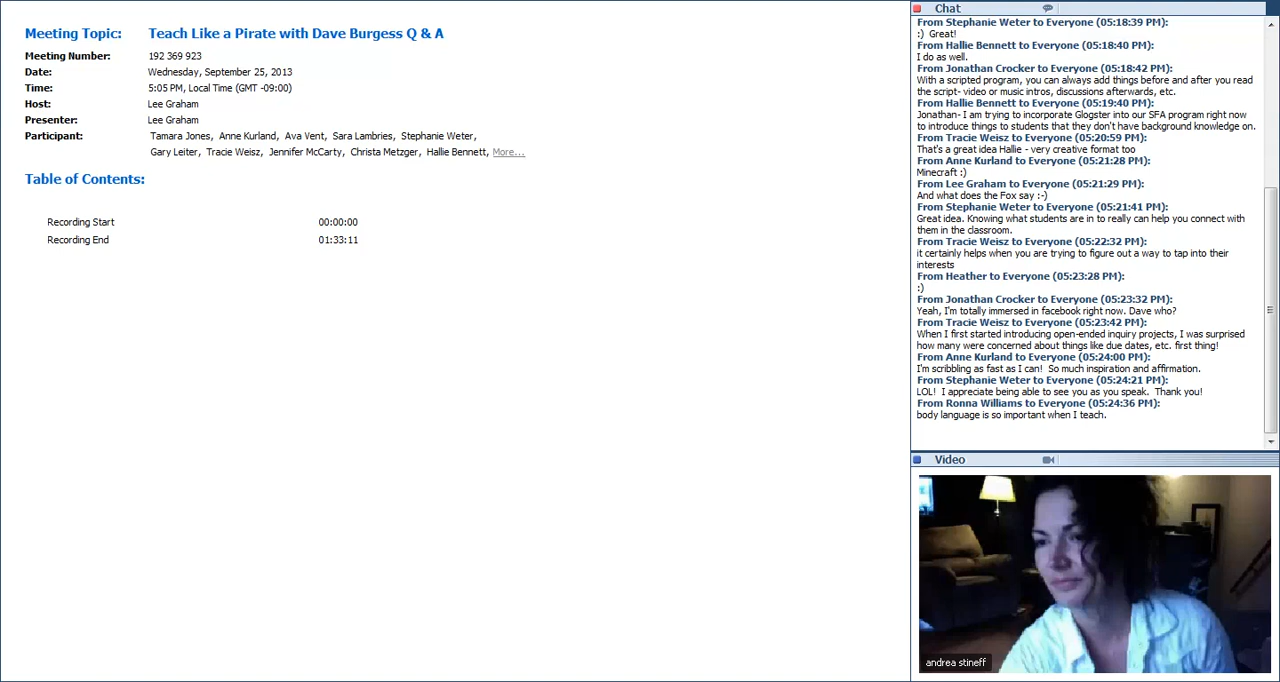 Meeting Topic: Teach Like a Pirate with Dave Burgess Q & A
Meeting Number: 192 369 923
Date: Wednesday, September 25, 2013
Time: 5:05 PM, Local Time (GMT -09:00)
Host: Lee Graham
Presenter: Lee Graham
Participant: Tamara Jones, Anne Kurland, Ava Vent, Sara Lambries, Stephanie Weter,
Gary Leiter, Tracie Weisz, Jennifer McCarty, Christa Metzger, Hallie Bennett, More...
Table of Contents:
Recording Start 00:00:00
Recording End 01:33:11
Chat
From Stephanie Weter to Everyone (05:18:39 PM):
:) Great!
From Hallie Bennett to Everyone (05:18:40 PM):
I do as well.
From Jonathan Crocker to Everyone (05:18:42 PM):
With a scripted program, you can always add things before and after you read
the script- video or music intros, discussions afterwards, etc.
From Hallie Bennett to Everyone (05:19:40 PM):
Jonathan- I am trying to incorporate Glogster into our SFA program right now
to introduce things to students that they don't have background knowledge on.
From Tracie Weisz to Everyone (05:20:59 PM):
That's a great idea Hallie - very creative format too
From Anne Kurland to Everyone (05:21:28 PM):
Minecraft :)
From Lee Graham to Everyone (05:21:29 PM):
And what does the Fox say :-)
From Stephanie Weter to Everyone (05:21:41 PM):
Great idea. Knowing what students are in to really can help you connect with
them in the classroom.
From Tracie Weisz to Everyone (05:22:32 PM):
it certainly helps when you are trying to figure out a way to tap into their
interests
From Heather to Everyone (05:23:28 PM):
:)
From Jonathan Crocker to Everyone (05:23:32 PM):
Yeah, I'm totally immersed in facebook right now. Dave who?
From Tracie Weisz to Everyone (05:23:42 PM):
When I first started introducing open-ended inquiry projects, I was surprised
how many were concerned about things like due dates, etc. first thing!
From Anne Kurland to Everyone (05:24:00 PM):
I'm scribbling as fast as I can! So much inspiration and affirmation.
From Stephanie Weter to Everyone (05:24:21 PM):
LOL! I appreciate being able to see you as you speak. Thank you!
From Ronna Williams to Everyone (05:24:36 PM):
body language is so important when I teach.
Video
andrea stineff